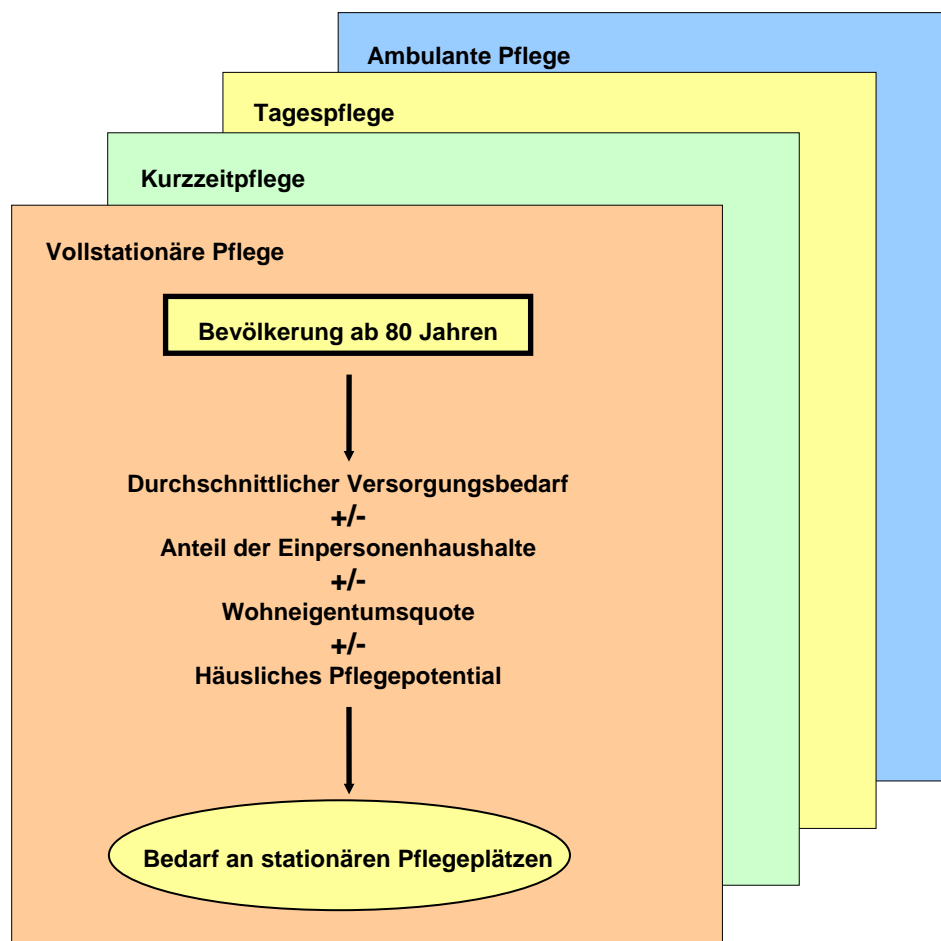 Ambulante Pflege
Tagespflege
Kurzzeitpflege
Vollstationäre Pflege
Bevölkerung ab 80 Jahren
Durchschnittlicher Versorgungsbedarf
+/-
Anteil der Einpersonenhaushalte
+/-
Wohneigentumsquote
+/-
Häusliches Pflegepotential
Bedarf an stationären Pflegeplätzen